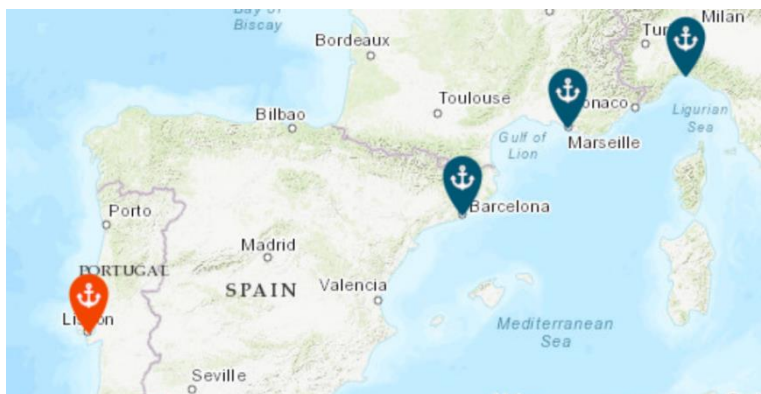 Bay of
Biscay
Milan
Bordeaux
Toulouse
Ligurian
Sea
Bilbao
Gulf of
Lion
Marseille
Barcelona
Porto
Madrid
PORTUGAL
SPAIN
Valencia
Mediterranean
Sea
Seville